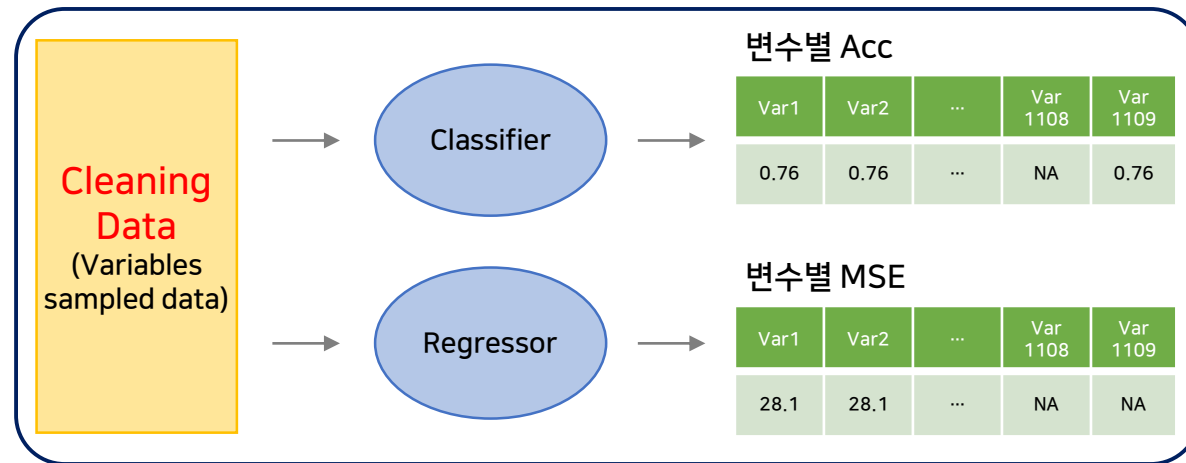 Cleaning
Data
(Variables
sampled data)
Classifier
Regressor
변수별 Acc
Var1 Var2 ... Var 1108 Var 1109
0.76 0.76 ... NA 0.76
변수별 MSE
Var1 Var2 ... Var 1108 Var 1109
28.1 28.1 ... NA NA